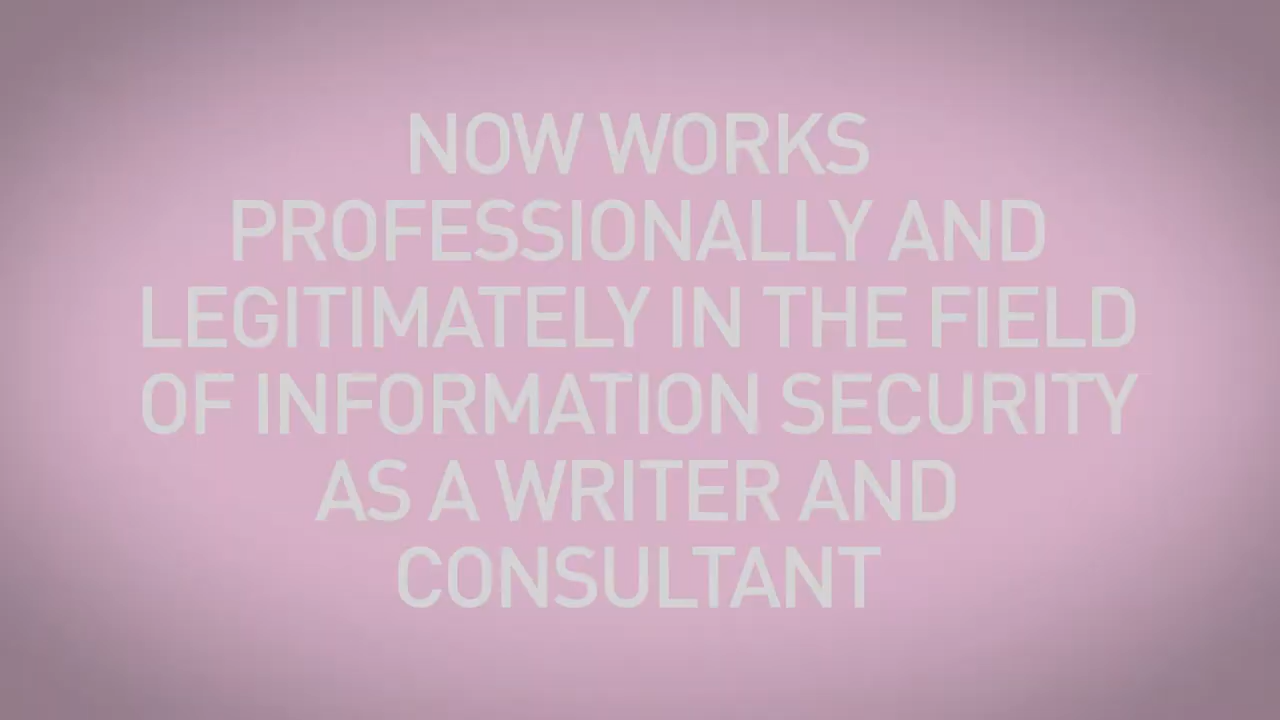 NOW WORKS
PROFESSIONALLY AND
LEGITIMATELY IN THE FIELD
OF INFORMATION SECURITY
AS A WRITER AND
CONSULTANT